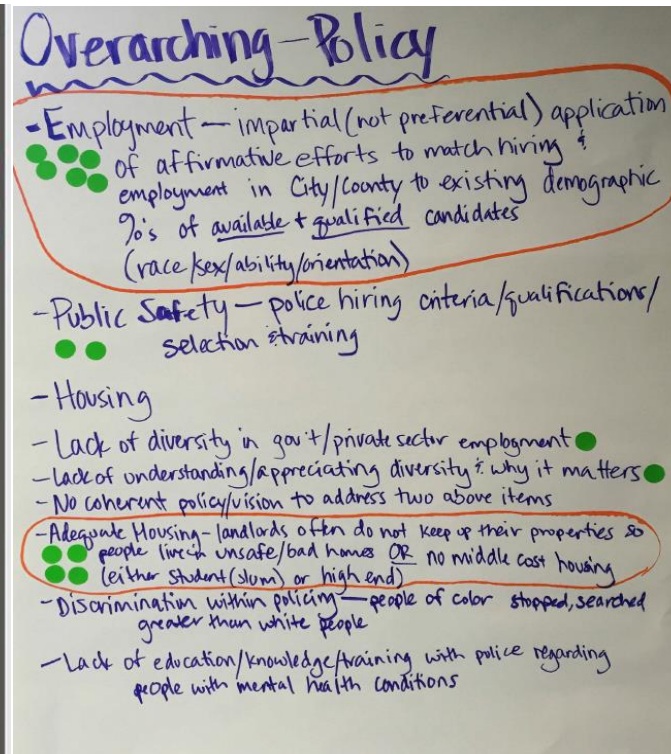 Overarching-Policy
- Employment — impartial (not preferential) application
of affirmative efforts to match hiring &
employment in City/County to existing demographic
%'s of available + qualified candidates
(race/sex/ability/orientation)
- Public Safety — police hiring criteria/qualifications/
selection & training
- Housing
- Lack of diversity in gov't/private sector employment
- Lack of understanding/appreciating diversity & why it matters
- No coherent policy/vision to address two above items
- Adequate Housing - landlords often do not keep up their properties so
people live in unsafe/bad homes OR no middle cost housing
(either student (slum) or high end)
- Discrimination within policing — people of color stopped, searched
greater than white people
- Lack of education/knowledge/training with police regarding
people with mental health conditions